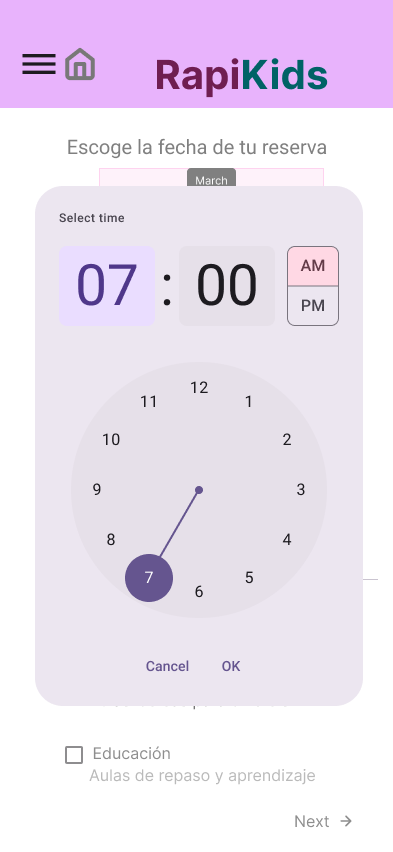 RapiKids
Escoge la fecha de tu reserva
March
Select time
07 : 00
AM
PM
12
11 1
10 2
9 3
8 4
7 5
6
Cancel OK
Educación
Aulas de repaso y aprendizaje
Next →